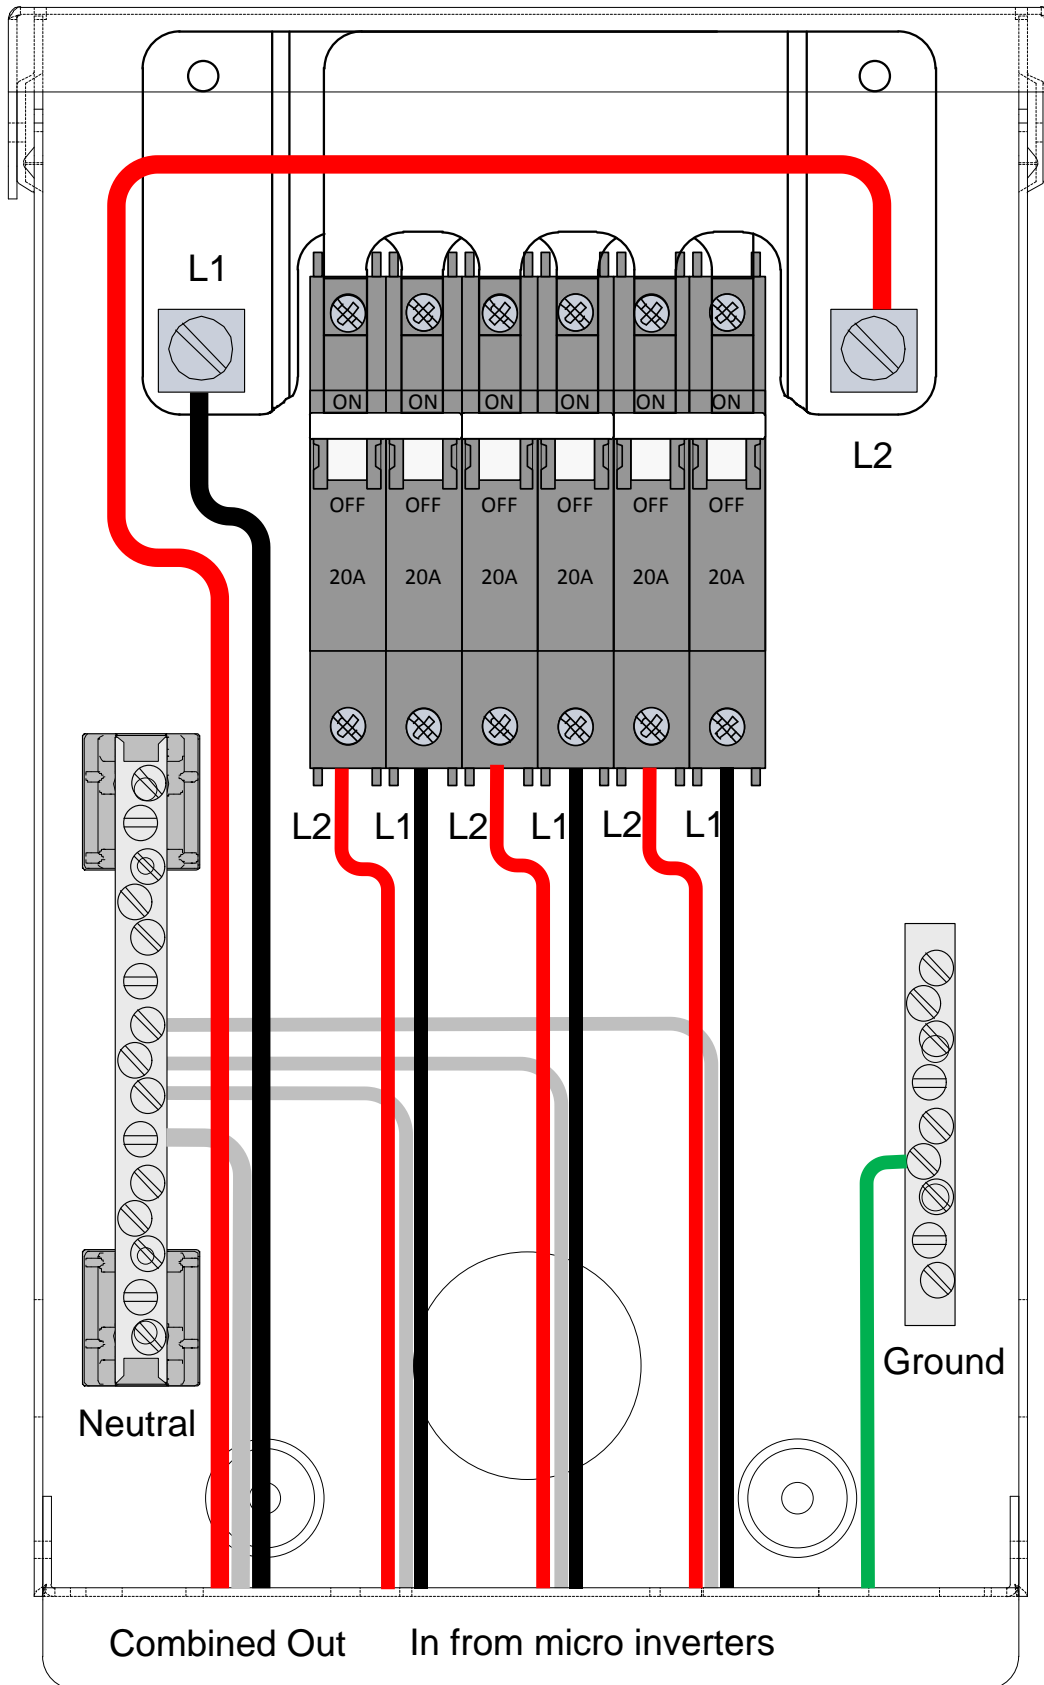 L1
L2
ON ON ON ON ON ON
OFF OFF OFF OFF OFF OFF
20A 20A 20A 20A 20A 20A
L2 L1 L2 L1 L2 L1
Ground
Neutral
Combined Out In from micro inverters